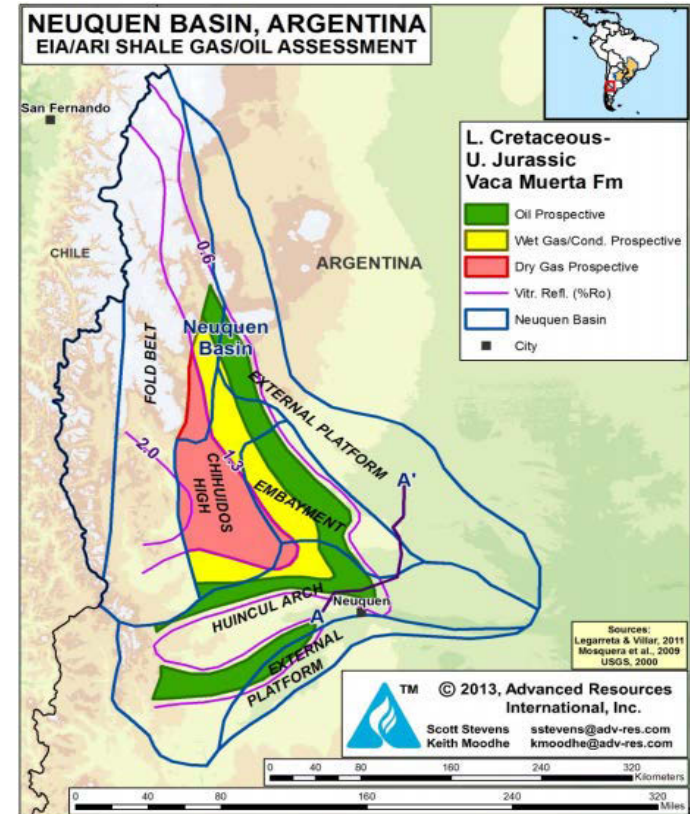 NEUQUEN BASIN, ARGENTINA
EIA/ARI SHALE GAS/OIL ASSESSMENT
San Fernando
CHILE
ARGENTINA
0.6
Neuquen
Basin
FOLD BELT
EXTERNAL PLATFORM
2.0
1.3
CHIHUIDOS
HIGH
EMBAYMENT
A'
HUINCUL ARCH
A
Neuquen
EXTERNAL
PLATFORM
L. Cretaceous-
U. Jurassic
Vaca Muerta Fm
Oil Prospective
Wet Gas/Cond. Prospective
Dry Gas Prospective
Vitr. Refl. (%Ro)
Neuquen Basin
City
Sources:
Legarreta & Villar, 2011
Mosquera et al., 2009
USGS, 2000
TM © 2013, Advanced Resources
International, Inc.
Scott Stevens sstevens@adv-res.com
Keith Moodhe kmoodhe@adv-res.com
0 40 80 160 240 320
Kilometers
0 40 80 160 240 320
Miles